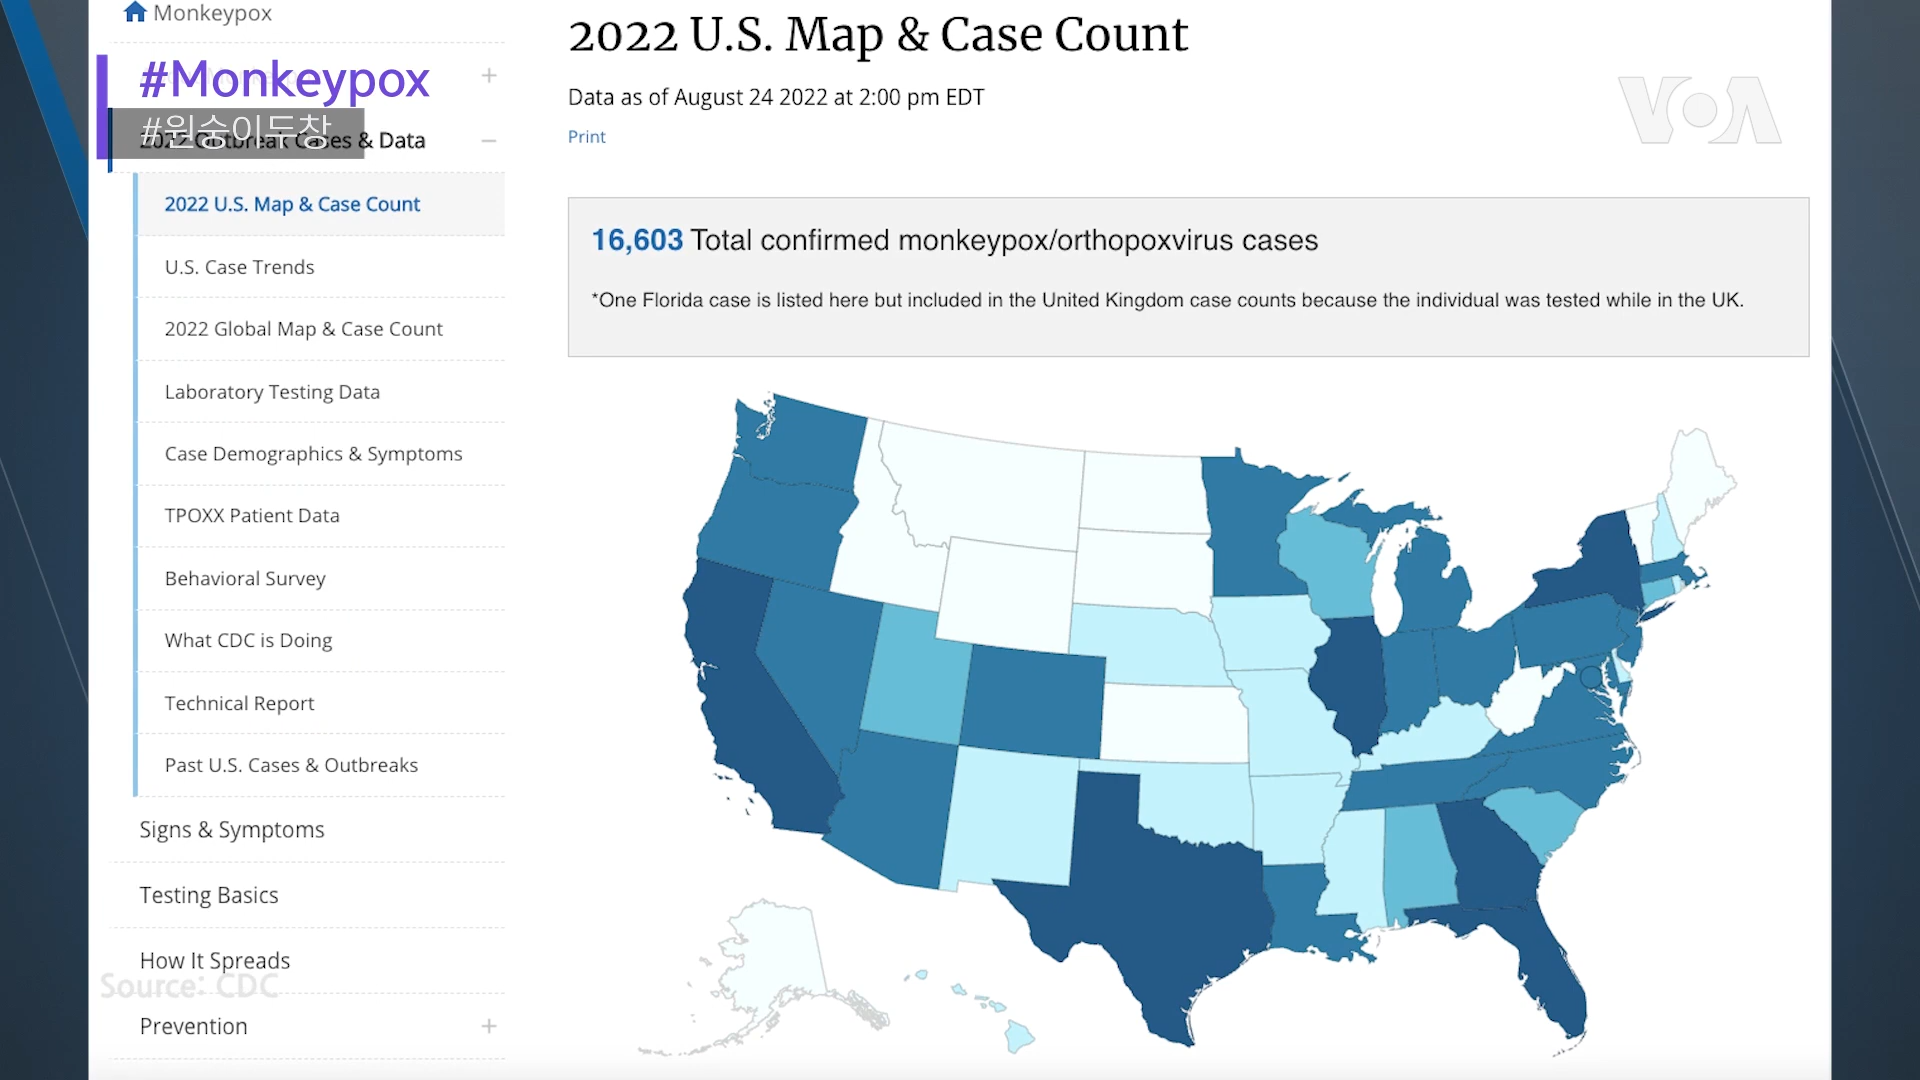 Monkeypox
#Monkeypox
#원숭이두창
2022 Outbreak Cases & Data
2022 U.S. Map & Case Count
U.S. Case Trends
2022 Global Map & Case Count
Laboratory Testing Data
Case Demographics & Symptoms
TPOXX Patient Data
Behavioral Survey
What CDC is Doing
Technical Report
Past U.S. Cases & Outbreaks
Signs & Symptoms
Testing Basics
How It Spreads
Source: CDC
Prevention
2022 U.S. Map & Case Count
Data as of August 24 2022 at 2:00 pm EDT
Print
VOA
16,603 Total confirmed monkeypox/orthopoxvirus cases
*One Florida case is listed here but included in the United Kingdom case counts because the individual was tested while in the UK.